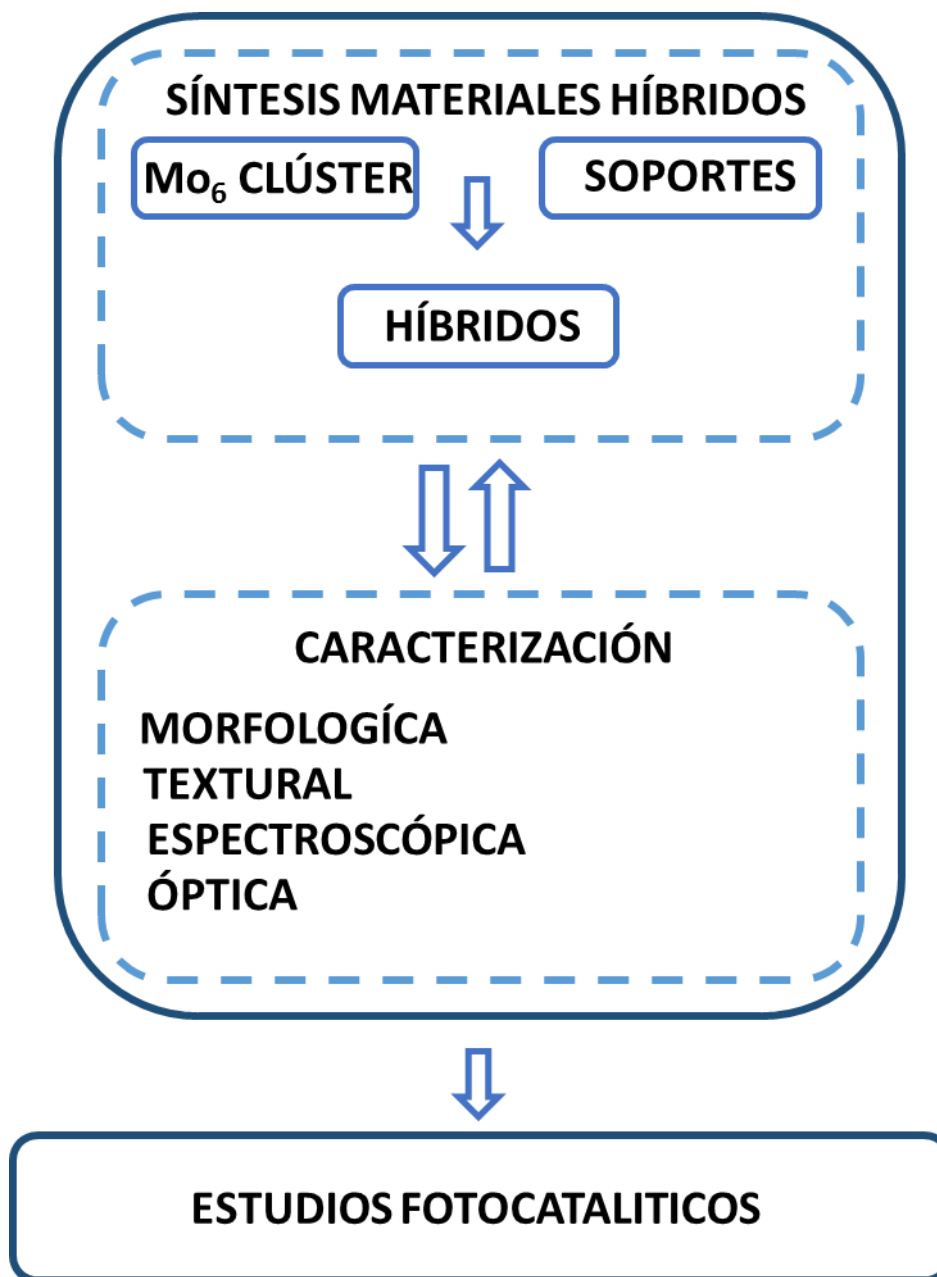 SÍNTESIS MATERIALES HÍBRIDOS
Mo₆ CLÚSTER
SOPORTES
HÍBRIDOS
CARACTERIZACIÓN
MORFOLOGÍCA
TEXTURAL
ESPECTROSCÓPICA
ÓPTICA
ESTUDIOS FOTOCATALITICOS